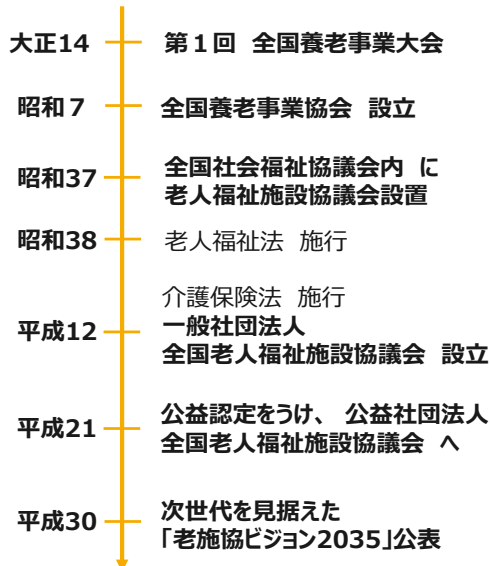 大正14 第1回 全国養老事業大会
昭和7 全国養老事業協会 設立
昭和37 全国社会福祉協議会内 に
老人福祉施設協議会設置
昭和38 老人福祉法 施行
介護保険法 施行
平成12 一般社団法人
全国老人福祉施設協議会 設立
平成21 公益認定をうけ、 公益社団法人
全国老人福祉施設協議会 へ
平成30 次世代を見据えた
「老施協ビジョン2035」公表